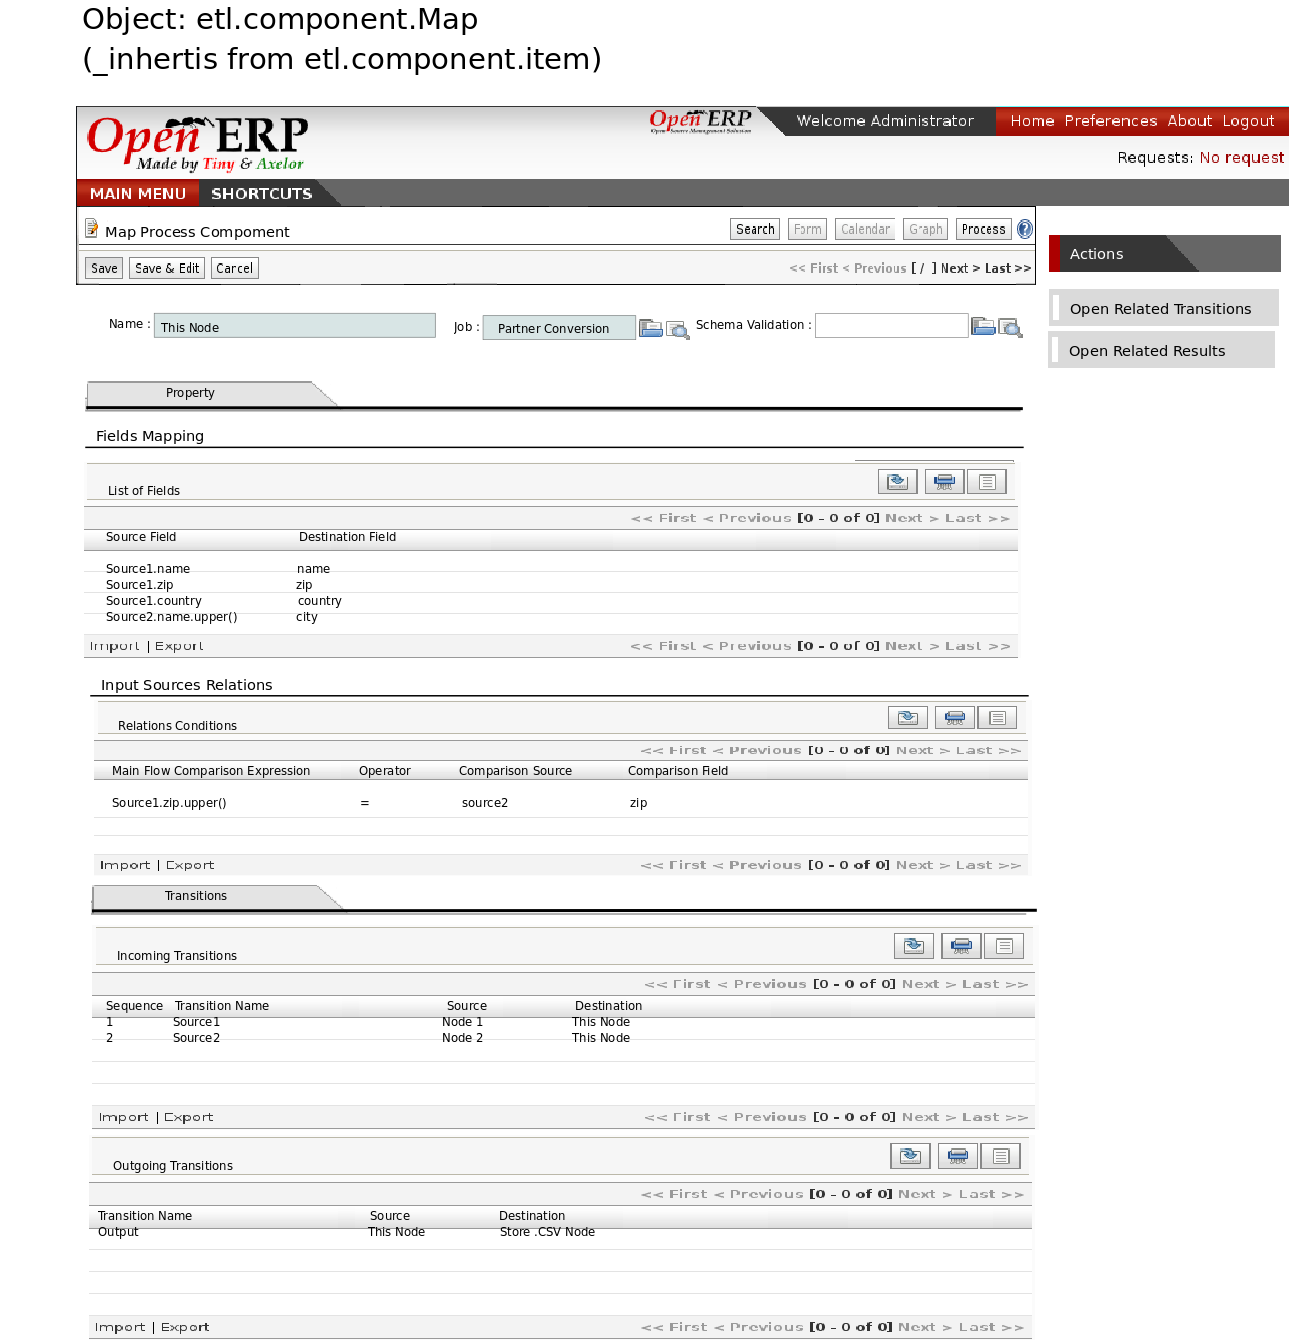 Object: etl.component.Map
(_inhertis from etl.component.item)
Open ERP
Made by Tiny & Axelor
Open ERP
Open Source Management Solution
Welcome Administrator
Home Preferences About Logout
Requests: No request
MAIN MENU SHORTCUTS
Map Process Compoment
Search Form Calendar Graph Process ?
Save Save & Edit Cancel
<< First < Previous [ / ] Next > Last >>
Actions
Open Related Transitions
Open Related Results
Name : This Node Job : Partner Conversion Schema Validation :
Property
Fields Mapping
List of Fields
<< First < Previous [0 - 0 of 0] Next > Last >>
Source Field Destination Field
Source1.name name
Source1.zip zip
Source1.country country
Source2.name.upper() city
Import | Export << First < Previous [0 - 0 of 0] Next > Last >>
Input Sources Relations
Relations Conditions
<< First < Previous [0 - 0 of 0] Next > Last >>
Main Flow Comparison Expression Operator Comparison Source Comparison Field
Source1.zip.upper() = source2 zip
Import | Export << First < Previous [0 - 0 of 0] Next > Last >>
Transitions
Incoming Transitions
<< First < Previous [0 - 0 of 0] Next > Last >>
Sequence Transition Name Source Destination
1 Source1 Node 1 This Node
2 Source2 Node 2 This Node
Import | Export << First < Previous [0 - 0 of 0] Next > Last >>
Outgoing Transitions
<< First < Previous [0 - 0 of 0] Next > Last >>
Transition Name Source Destination
Output This Node Store .CSV Node
Import | Export << First < Previous [0 - 0 of 0] Next > Last >>